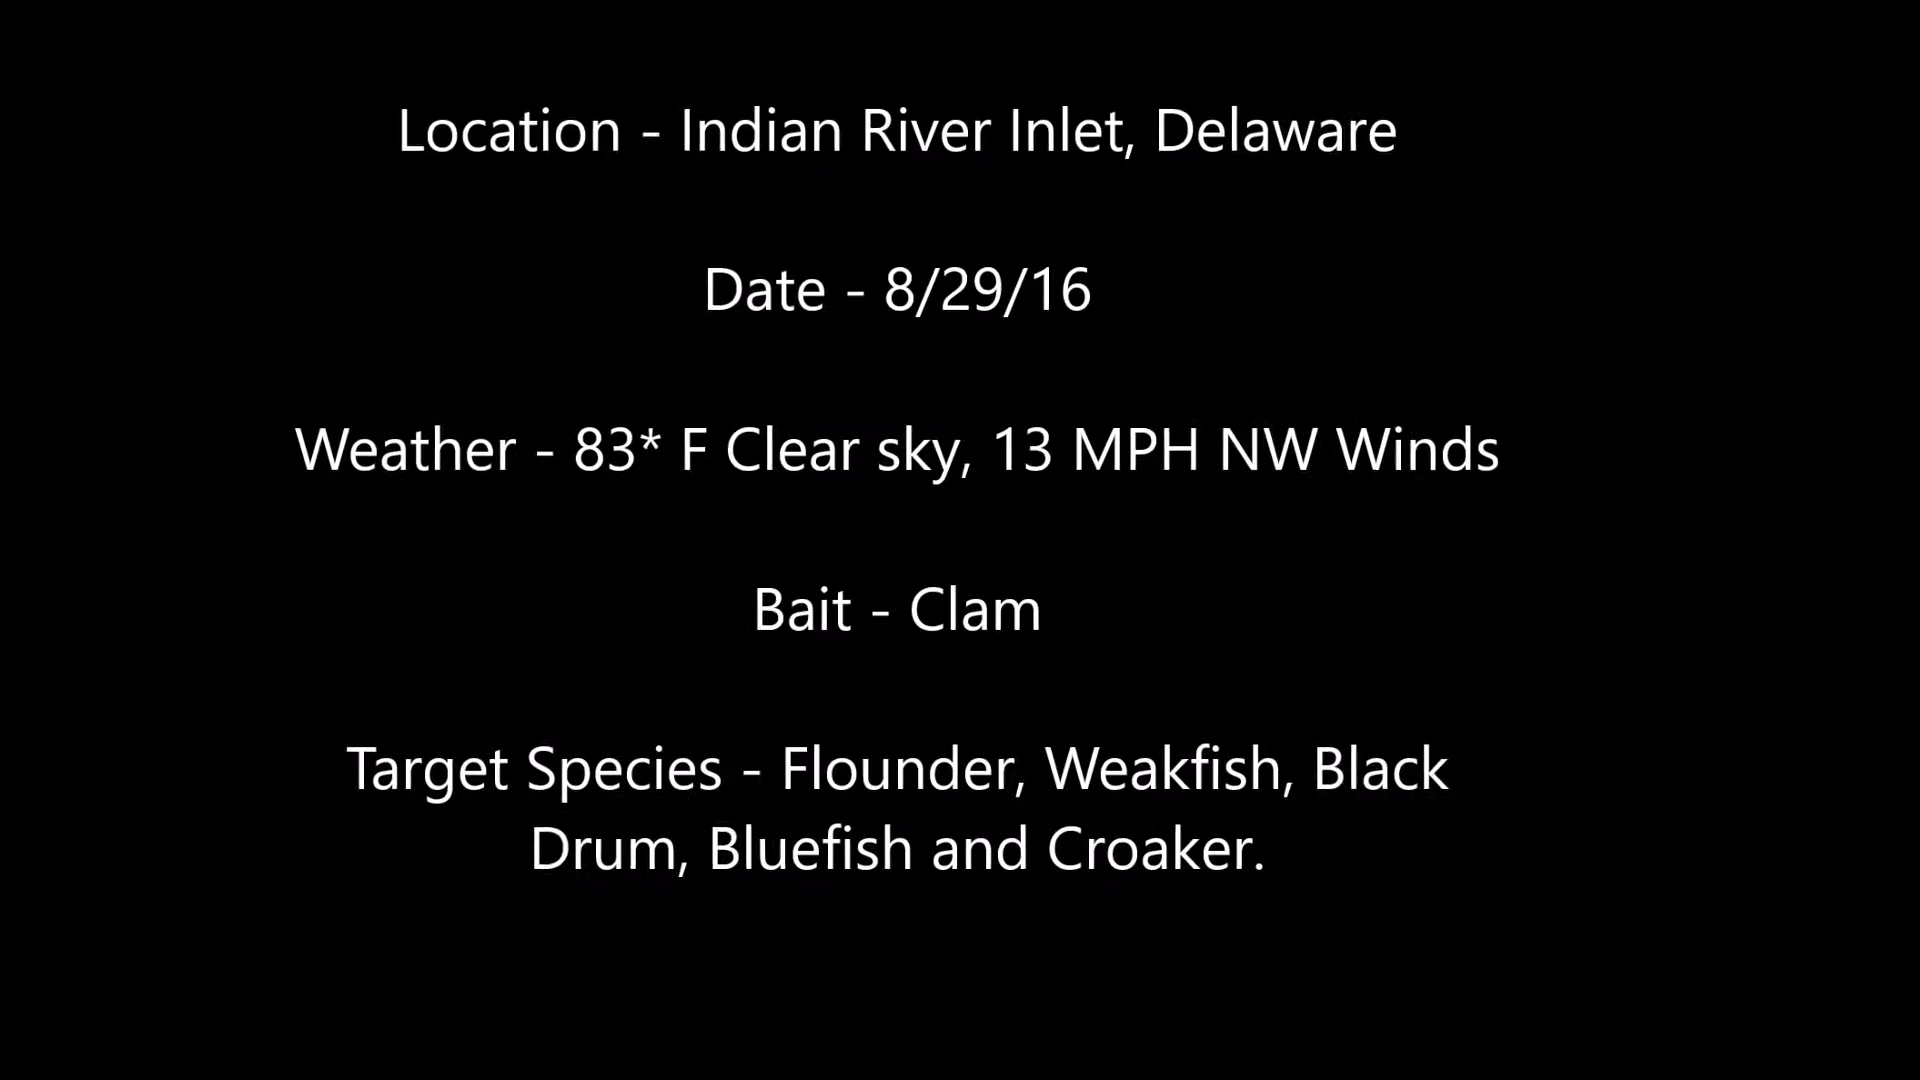 Location - Indian River Inlet, Delaware
Date - 8/29/16
Weather - 83* F Clear sky, 13 MPH NW Winds
Bait - Clam
Target Species - Flounder, Weakfish, Black
Drum, Bluefish and Croaker.